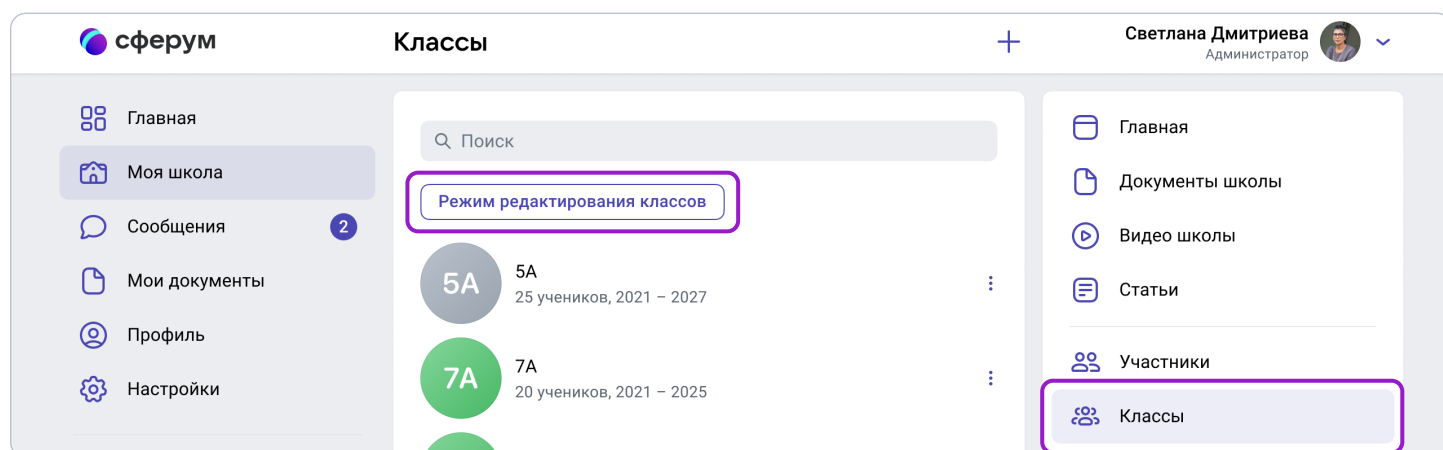 сферум
Классы
Светлана Дмитриева
Администратор
Главная
Моя школа
Сообщения
2
Мои документы
Профиль
Настройки
Поиск
Режим редактирования классов
5А
5А
25 учеников, 2021 – 2027
7А
7А
20 учеников, 2021 – 2025
Главная
Документы школы
Видео школы
Статьи
Участники
Классы